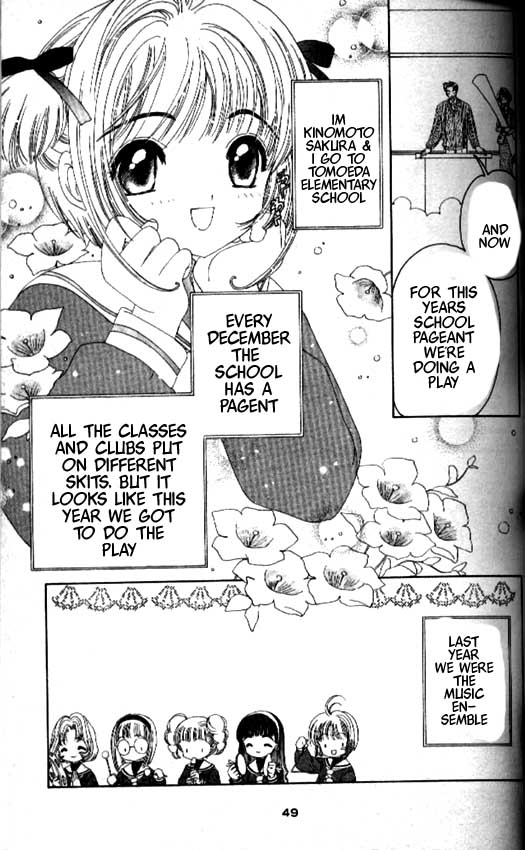 AND
NOW
FOR THIS
YEARS
SCHOOL
PAGEANT
WERE
DOING A
PLAY
IM
KINOMOTO
SAKURA &
I GO TO
TOMOEDA
ELEMENTARY
SCHOOL
EVERY
DECEMBER
THE
SCHOOL
HAS A
PAGENT
ALL THE CLASSES
AND CLUBS PUT
ON DIFFERENT
SKITS. BUT IT
LOOKS LIKE THIS
YEAR WE GOT
TO DO THE
PLAY
LAST
YEAR
WE WERE
THE
MUSIC
EN-
SEMBLE
49